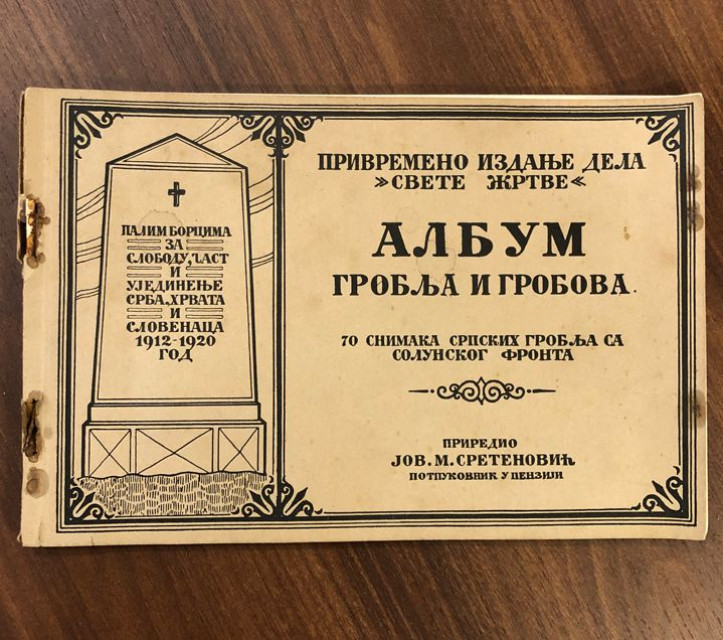 ПАЛИМ БОРЦИМА
ЗА
СЛОБОДУ, ЧАСТ
И
УЈЕДИНЕЊЕ
СРБА, ХРВАТА
И
СЛОВЕНАЦА
1912-1920
ГОД
ПРИВРЕМЕНО ИЗДАЊЕ ДЕЛА
»СВЕТЕ ЖРТВЕ«
АЛБУМ
ГРОБЉА И ГРОБОВА.
70 СНИМАКА СРПСКИХ ГРОБЉА СА
СОЛУНСКОГ ФРОНТА
ПРИРЕДИО
ЈОВ. М. СРЕТЕНОВИЋ
ПОТПУКОВНИК У ПЕНЗИЈИ